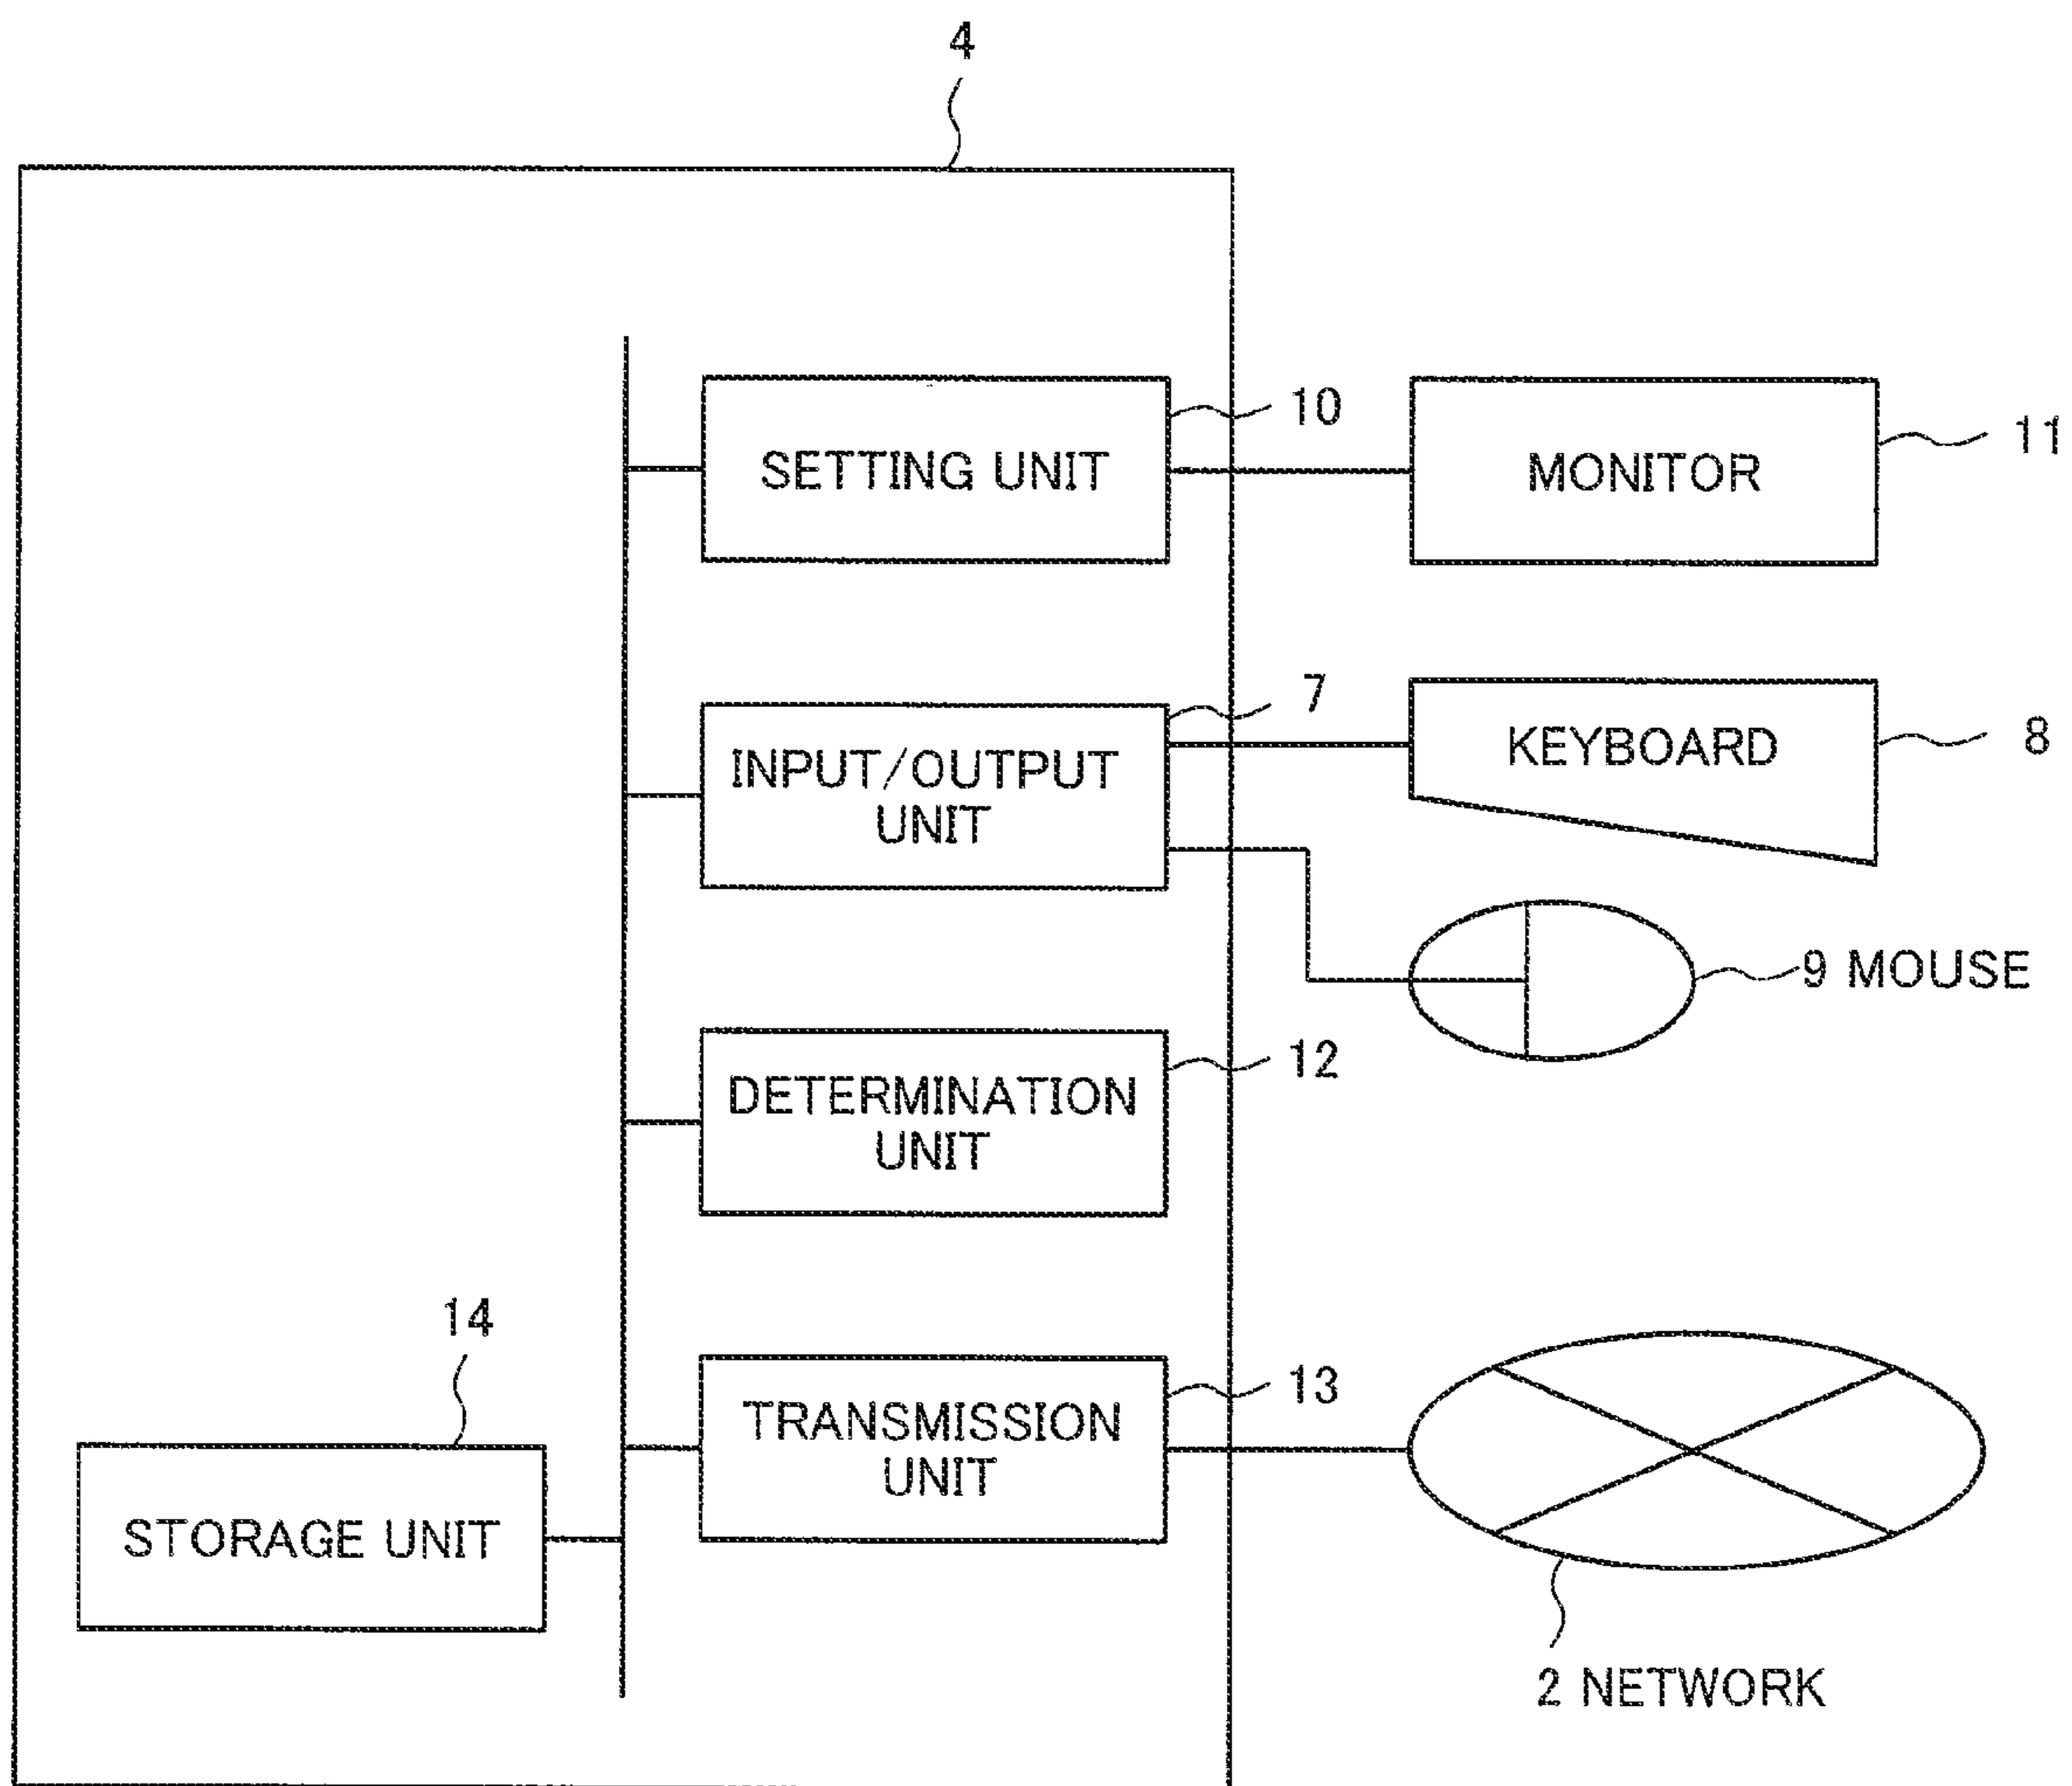 4
SETTING UNIT
10
MONITOR
11
INPUT/OUTPUT
UNIT
7
KEYBOARD
8
9 MOUSE
DETERMINATION
UNIT
12
14
STORAGE UNIT
TRANSMISSION
UNIT
13
2 NETWORK